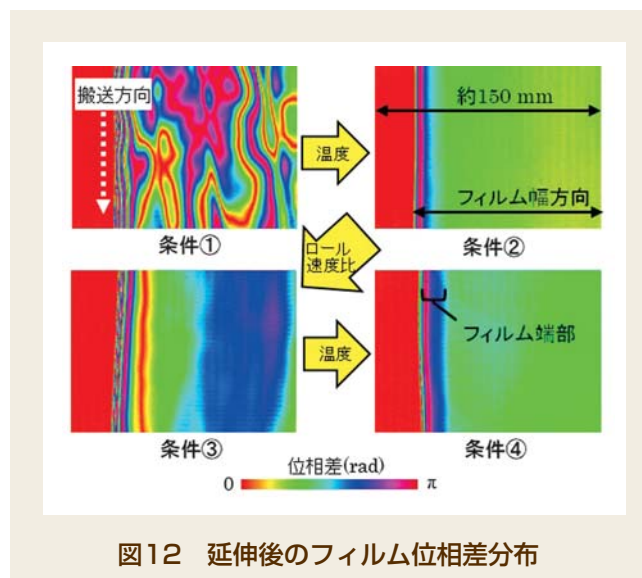 搬送方向
温度
約150 mm
フィルム幅方向
条件①
条件②
ロール
速度比
温度
フィルム端部
条件③
条件④
位相差(rad)
0
π
図12 延伸後のフィルム位相差分布